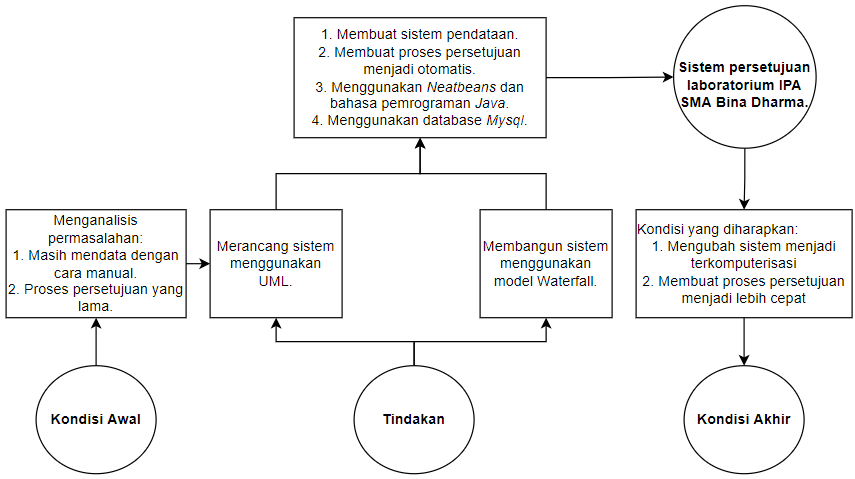 1. Membuat sistem pendataan.
2. Membuat proses persetujuan
menjadi otomatis.
3. Menggunakan Neatbeans dan
bahasa pemrograman Java.
4. Menggunakan database Mysql.
Sistem persetujuan
laboratorium IPA
SMA Bina Dharma.
Menganalisis
permasalahan:
1. Masih mendata dengan
cara manual.
2. Proses persetujuan yang
lama.
Merancang sistem
menggunakan
UML.
Membangun sistem
menggunakan
model Waterfall.
Kondisi yang diharapkan:
1. Mengubah sistem menjadi
terkomputerisasi
2. Membuat proses persetujuan
menjadi lebih cepat
Kondisi Awal
Tindakan
Kondisi Akhir